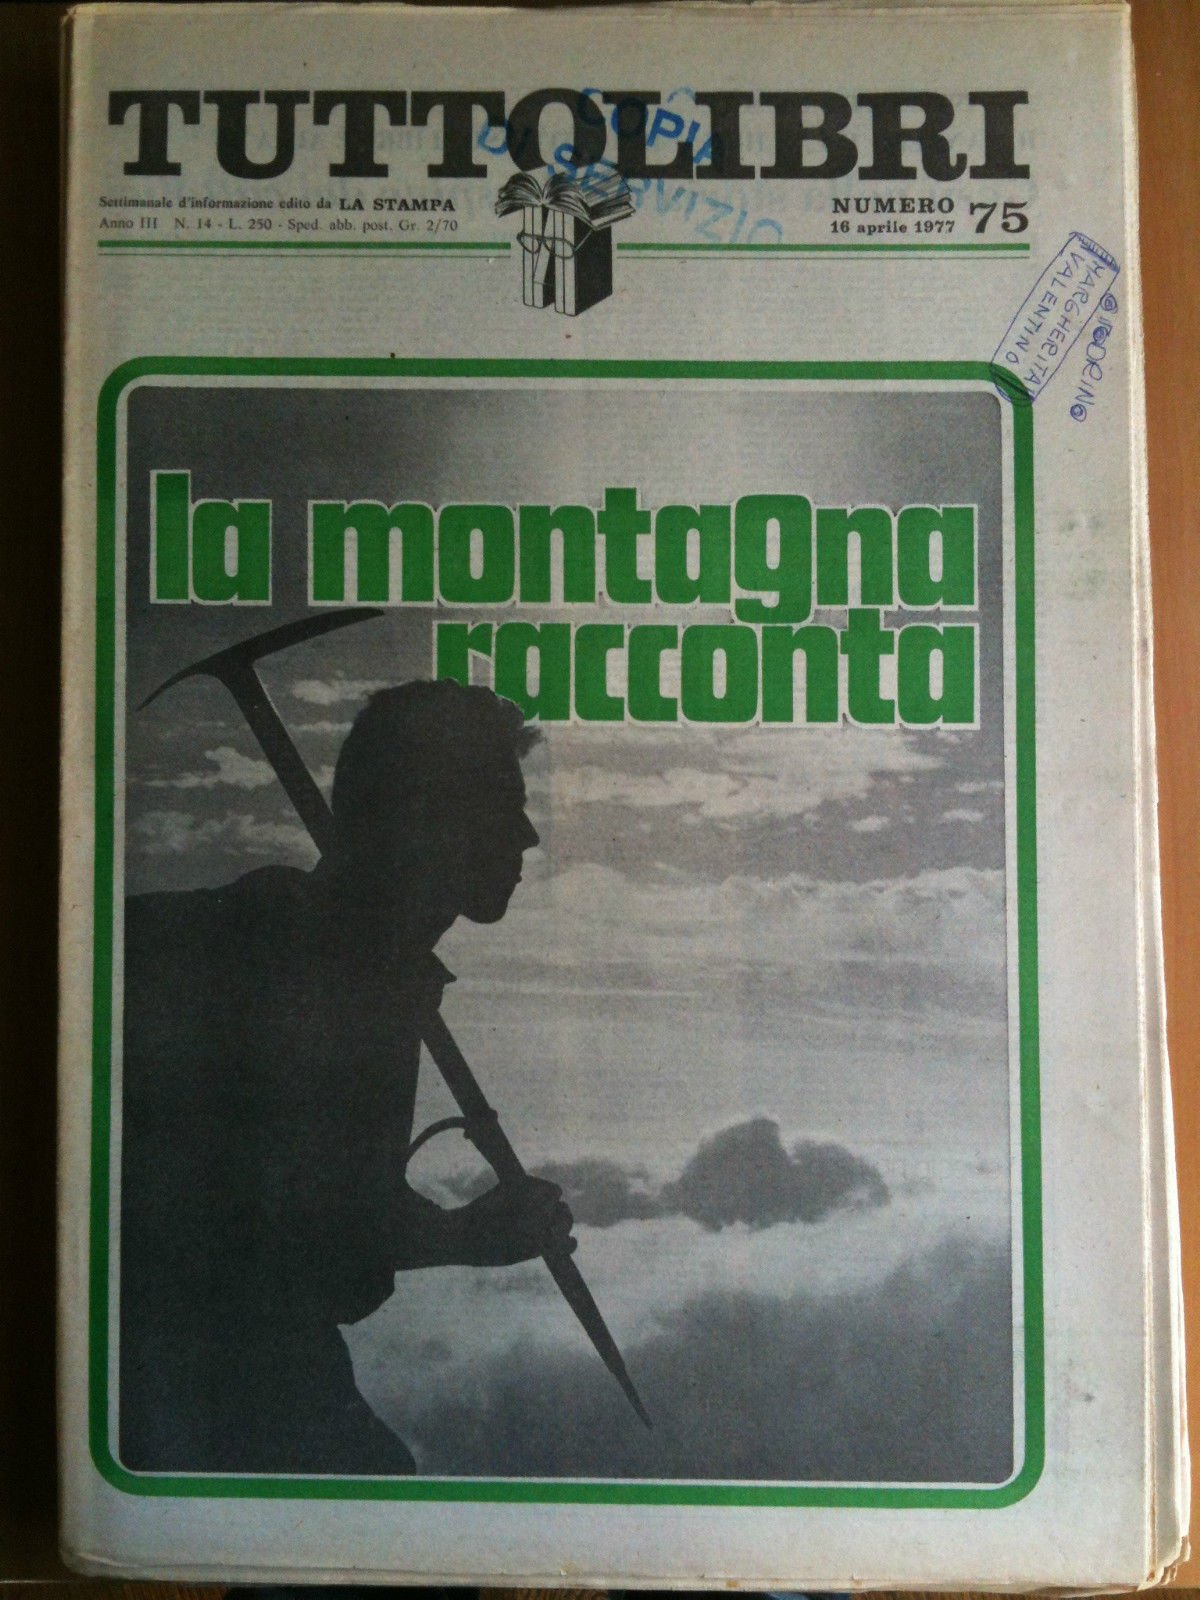 TUTTOLIBRI
COPIA
DI SERVIZIO
Settimanale d'informazione edito da LA STAMPA
Anno III N. 14 - L. 250 - Sped. abb. post. Gr. 2/70
NUMERO 75
16 aprile 1977
MARGHERITA
VALENTINO
la montagna
racconta